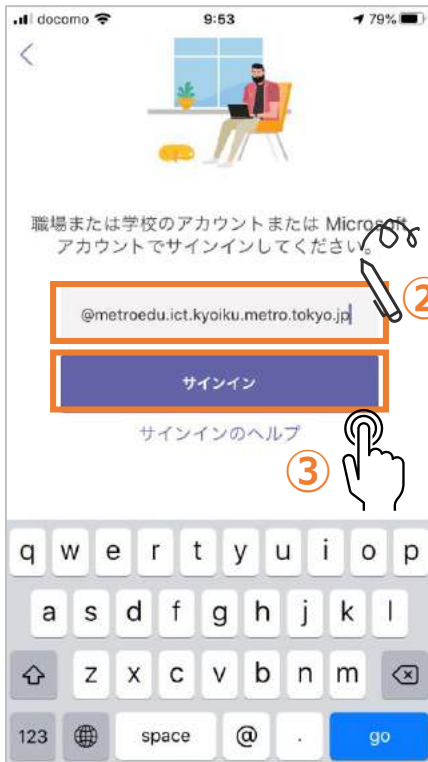 docomo 9:53 79%
職場または学校のアカウントまたは Microsoft
アカウントでサインインしてください。
②
@metroedu.ict.kyoiku.metro.tokyo.jp
サインイン
サインインのヘルプ
③
q w e r t y u i o p
a s d f g h j k l
z x c v b n m
123 space @ . go